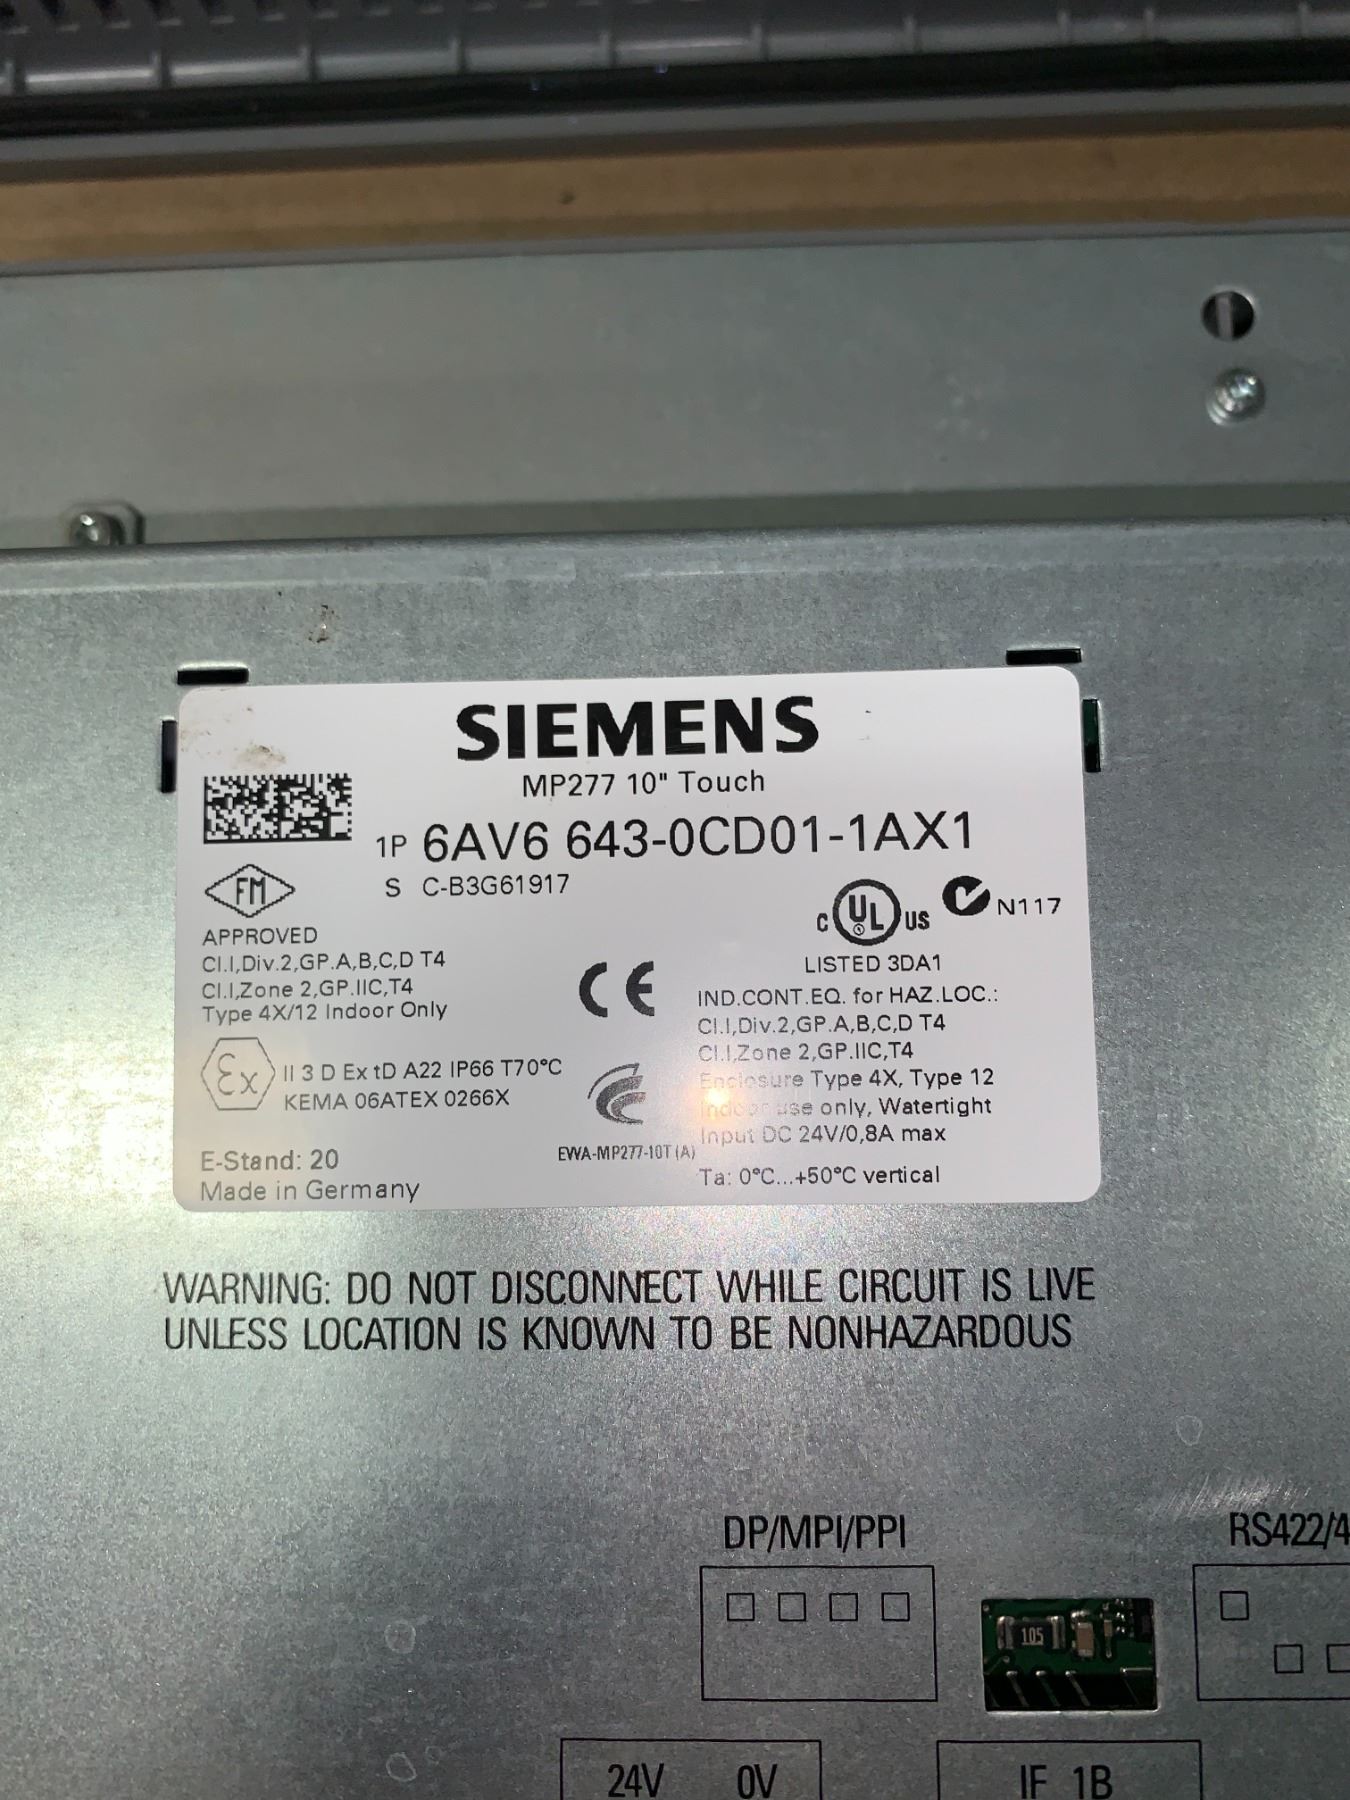 SIEMENS
MP277 10" Touch
1P 6AV6 643-0CD01-1AX1
S C-B3G61917
FM
APPROVED
Cl.I,Div.2,GP.A,B,C,D T4
Cl.I,Zone 2,GP.IIC,T4
Type 4X/12 Indoor Only
C UL US
N117
LISTED 3DA1
IND.CONT.EQ. for HAZ.LOC.:
Cl.I,Div.2,GP.A,B,C,D T4
Cl.I,Zone 2,GP.IIC,T4
Enclosure Type 4X, Type 12
Indoor use only, Watertight
Input DC 24V/0,8A max
Ta: 0°C...+50°C vertical
CE
Ex II 3 D Ex tD A22 IP66 T70°C
KEMA 06ATEX 0266X
EWA-MP277-10T (A)
E-Stand: 20
Made in Germany
WARNING: DO NOT DISCONNECT WHILE CIRCUIT IS LIVE
UNLESS LOCATION IS KNOWN TO BE NONHAZARDOUS
DP/MPI/PPI
RS422/4
105
24V 0V
IF 1B